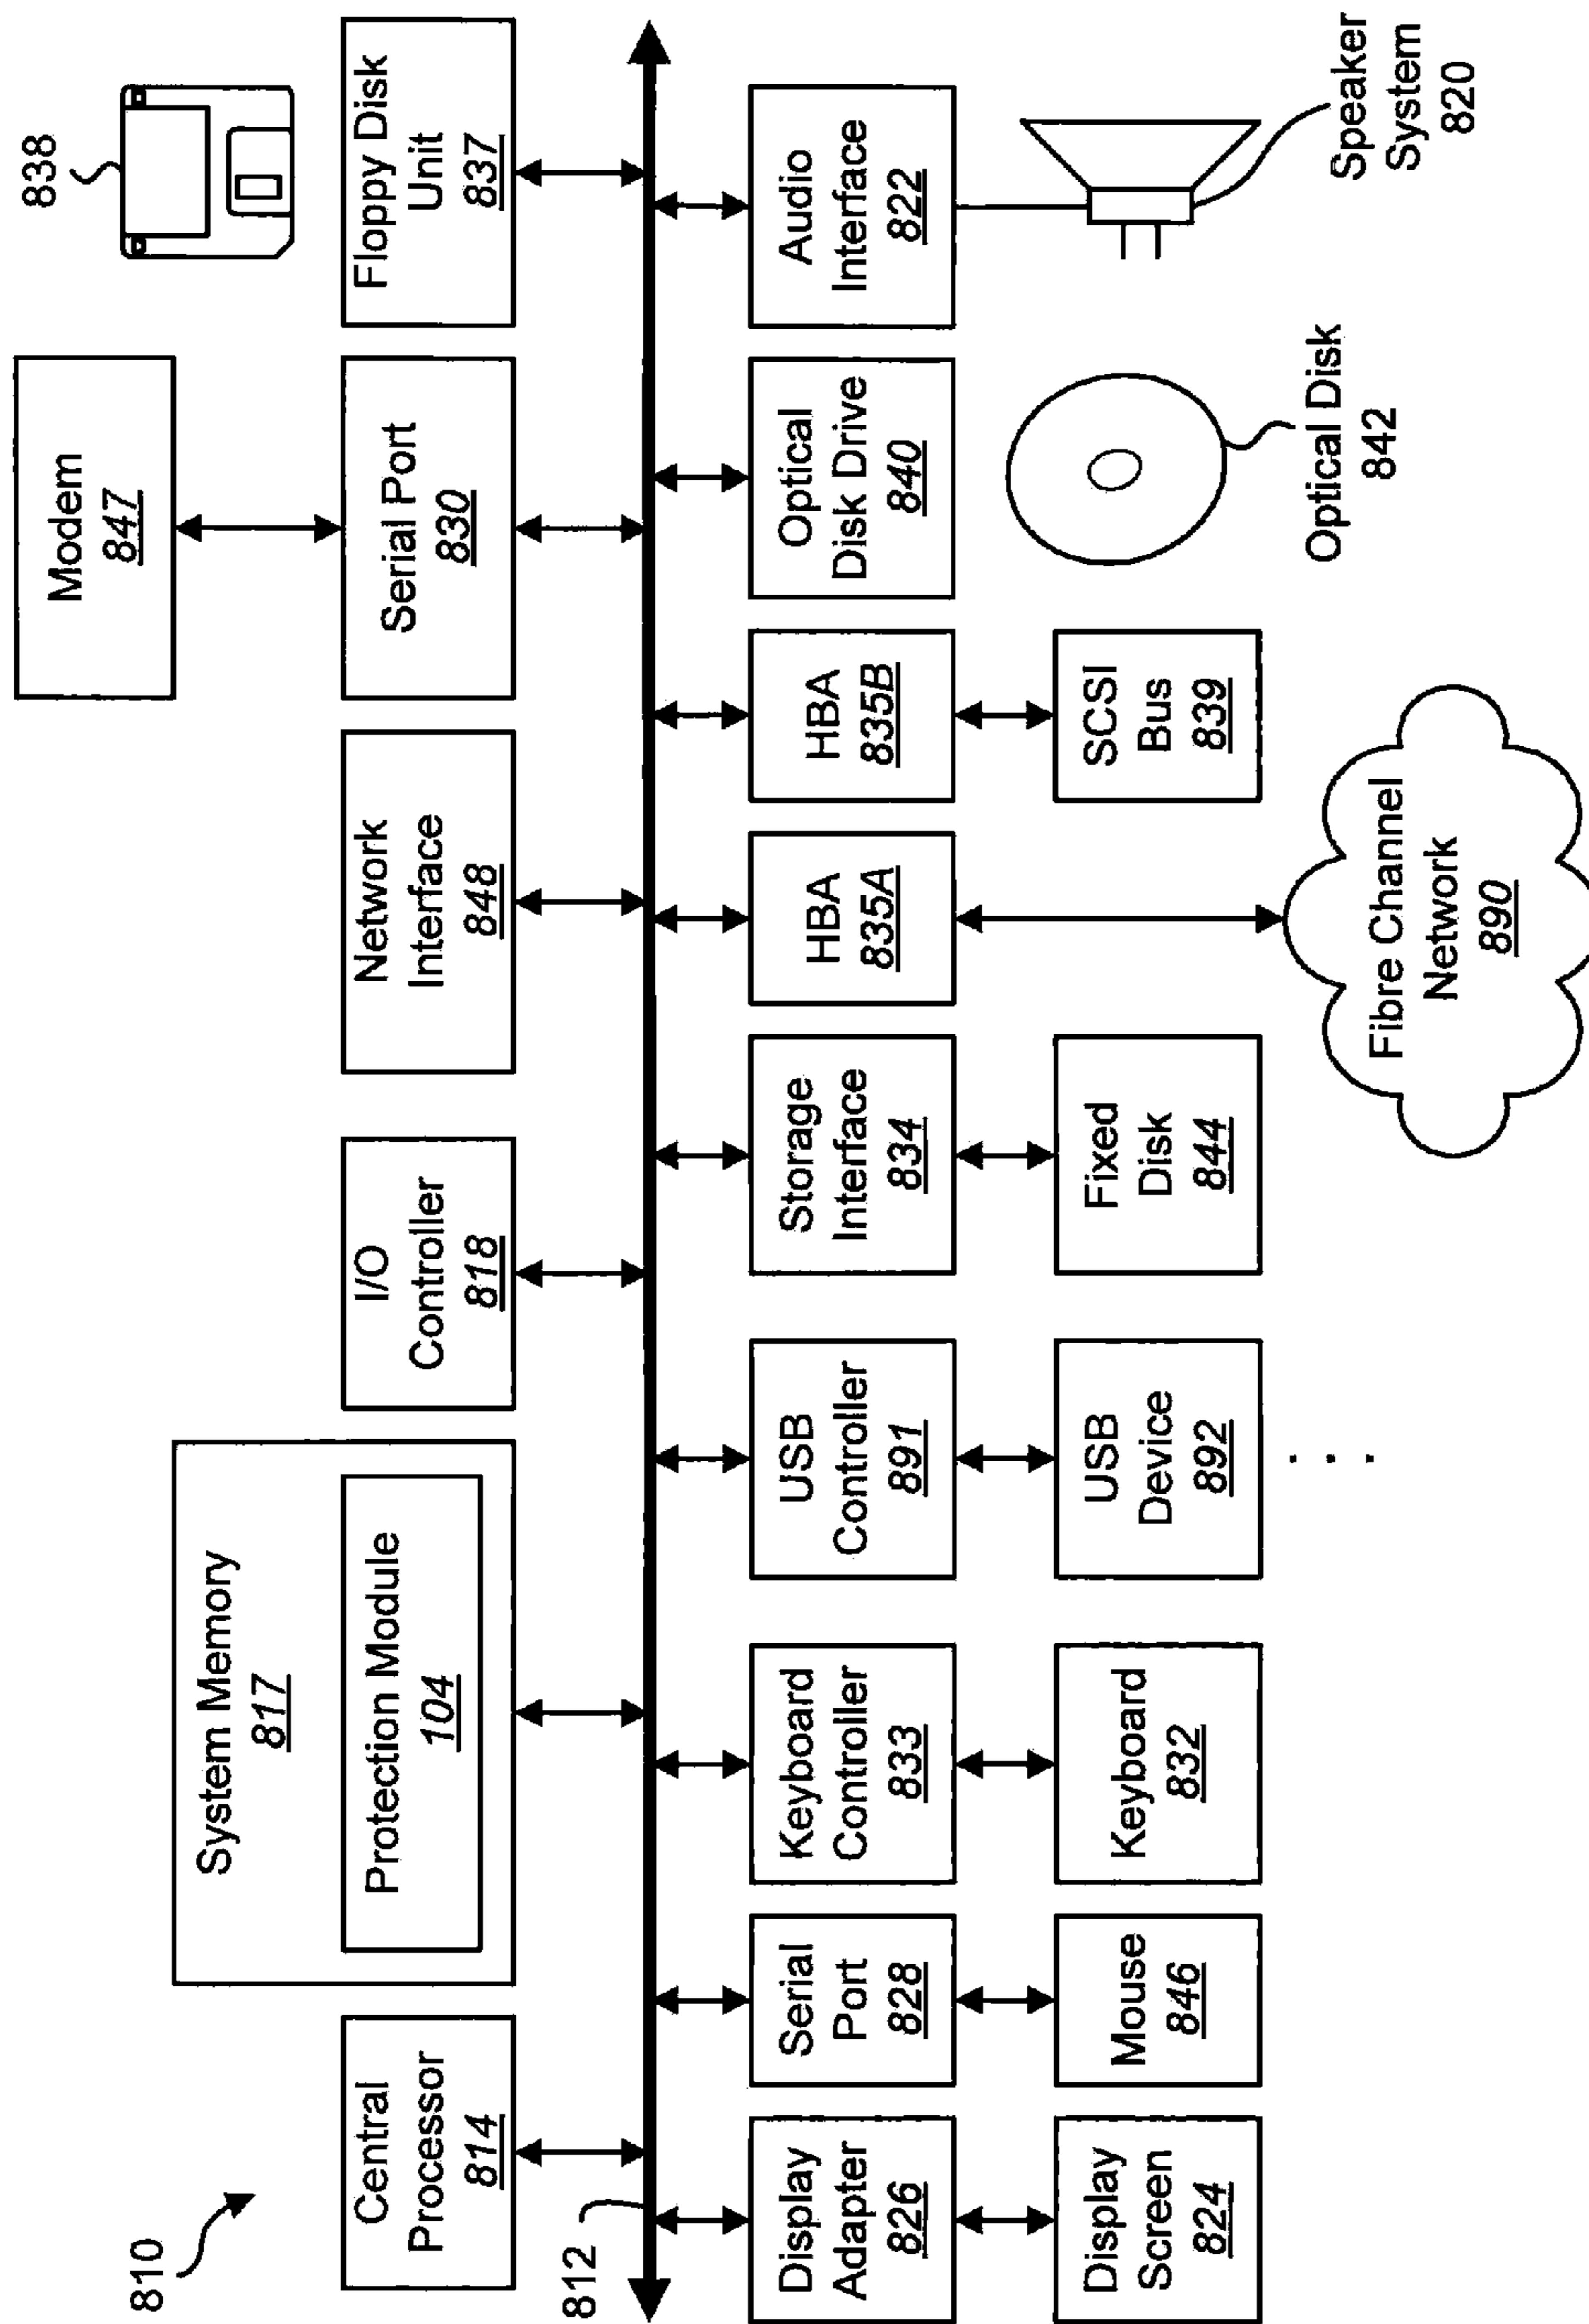 810
Central
Processor
814
System Memory
817
Protection Module
104
I/O
Controller
818
Network
Interface
848
Modem
847
Serial Port
830
838
Floppy Disk
Unit
837
812
Display
Adapter
826
Serial
Port
828
Keyboard
Controller
833
USB
Controller
891
Storage
Interface
834
HBA
835A
HBA
835B
Optical
Disk Drive
840
Audio
Interface
822
Display
Screen
824
Mouse
846
Keyboard
832
USB
Device
892
. . .
Fixed
Disk
844
Fibre Channel
Network
890
SCSI
Bus
839
Optical Disk
842
Speaker
System
820